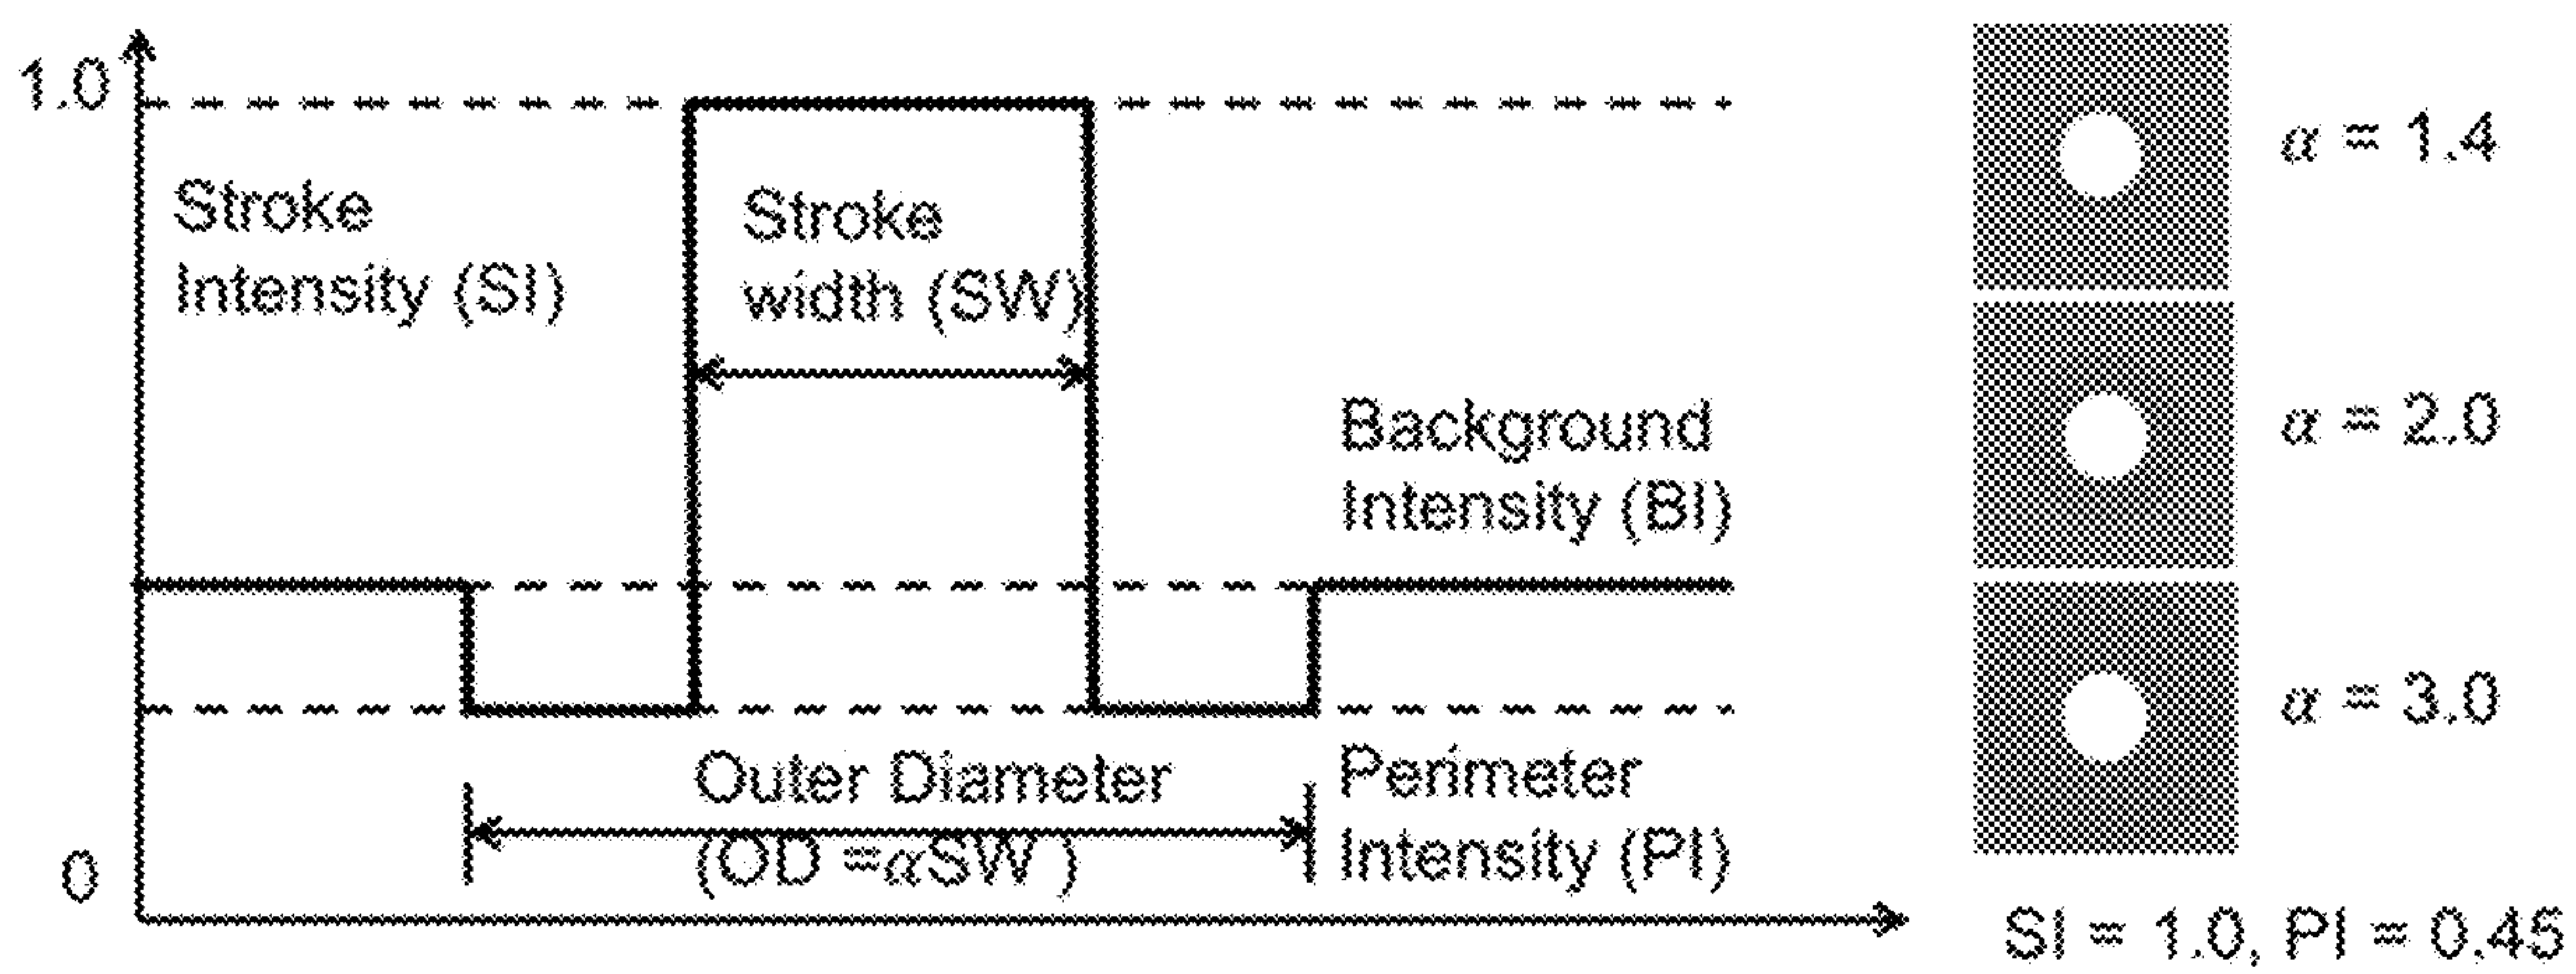 1.0
Stroke
Intensity (SI)
Stroke
width (SW)
Background
Intensity (BI)
Outer Diameter
(OD =αSW )
Perimeter
Intensity (PI)
0
α = 1.4
α = 2.0
α = 3.0
SI = 1.0, PI = 0.45